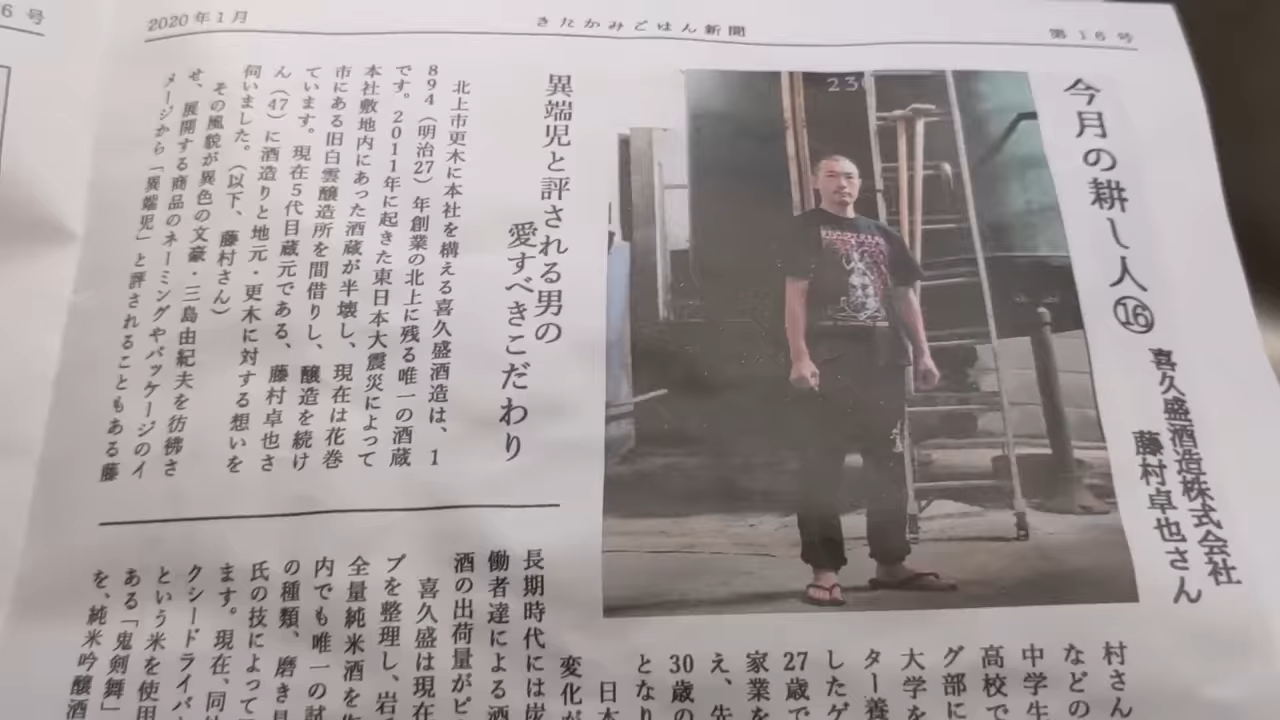 6号
2020年1月
きたかみごはん新聞
第16号
今月の耕し人⑯
喜久盛酒造株式会社
藤村卓也さん
230
異端児と評される男の
愛すべきこだわり
北上市更木に本社を構える喜久盛酒造は、1
894(明治27)年創業の北上に残る唯一の酒蔵
です。2011年に起きた東日本大震災によって
本社敷地内にあった酒蔵が半壊し、現在は花巻
市にある旧白雲醸造所を間借りし、醸造を続け
ています。現在5代目蔵元である、藤村卓也さ
ん(47)に酒造りと地元・更木に対する想いを
伺いました。(以下、藤村さん)
その風貌が異色の文豪・三島由紀夫を彷彿さ
せ、展開する商品のネーミングやパッケージのイ
メージから「異端児」と評されることもある藤
村さん
などの
中学生
高校で
グ部に
大学を
ター養
したゲ
27歳で
家業を
え、先
30歳の
となり
日本
変化が
長期時代には炭
働者達による酒
酒の出荷量がピ
喜久盛は現在
プを整理し、岩手
全量純米酒を
内でも唯一の試
の種類、磨き具
氏の技によって
ます。現在、同
クシードライバ
という米を使用
ある「鬼剣舞」
を、純米吟醸酒